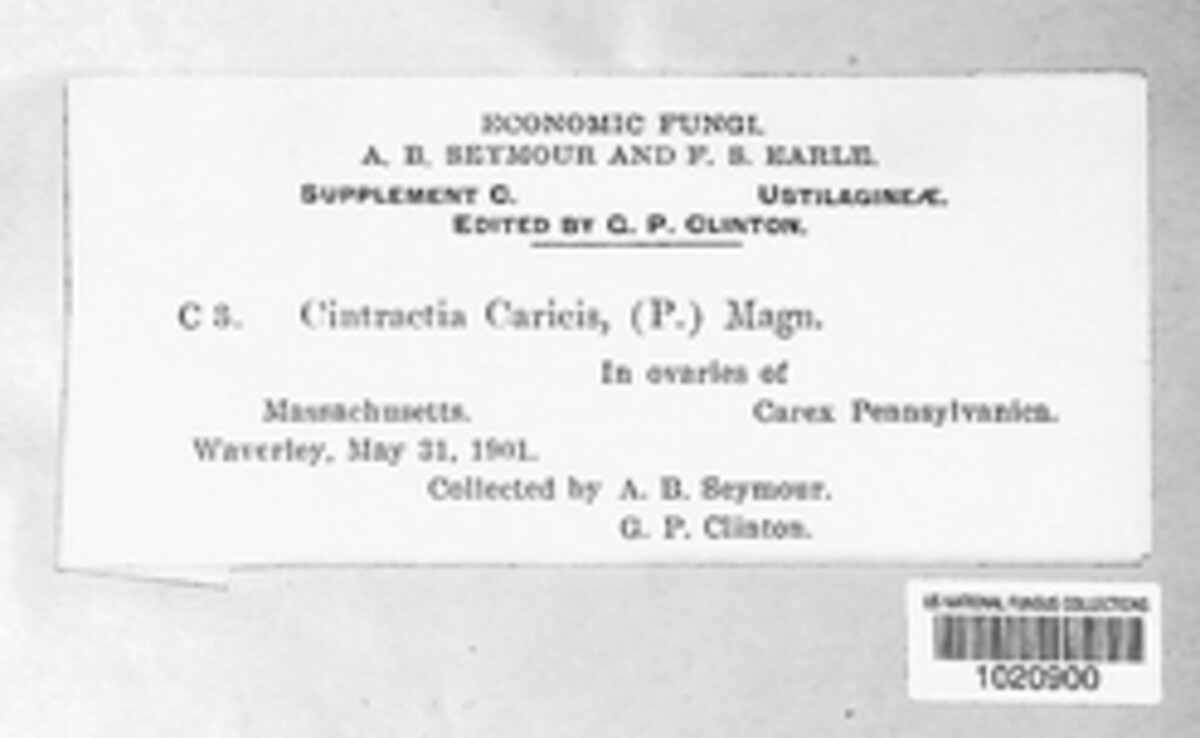 ECONOMIC FUNGI.
A. B. SEYMOUR AND F. S. EARLE.
SUPPLEMENT C. USTILAGINEÆ.
EDITED BY G. P. CLINTON.
C 3. Cintractia Caricis, (P.) Magn.
In ovaries of
Massachusetts. Carex Pennsylvanica.
Waverley, May 31, 1901.
Collected by A. B. Seymour.
G. P. Clinton.
US NATIONAL FUNGUS COLLECTIONS
1020900